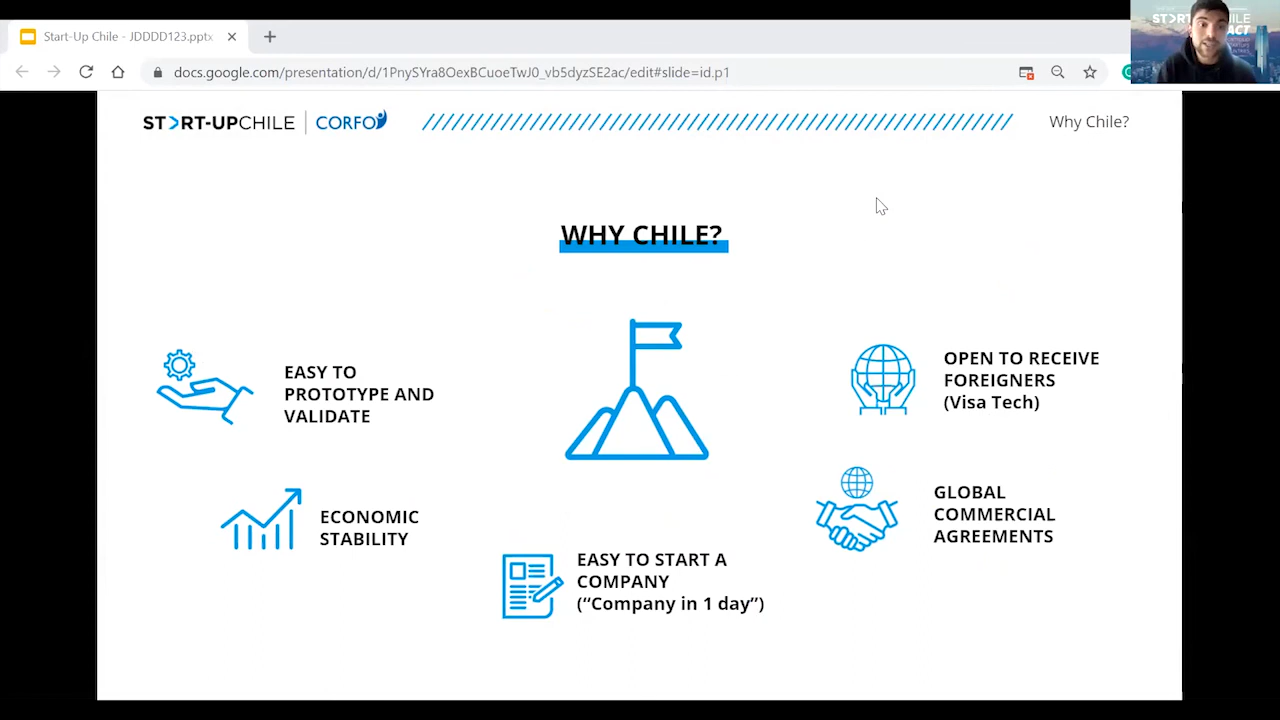 Start-Up Chile - JDDDD123.pptx
docs.google.com/presentation/d/1PnySYra8OexBCuoeTwJ0_vb5dyzSE2ac/edit#slide=id.p1
START-UPCHILE
CORFO
Why Chile?
WHY CHILE?
EASY TO
PROTOTYPE AND
VALIDATE
ECONOMIC
STABILITY
EASY TO START A
COMPANY
(“Company in 1 day”)
OPEN TO RECEIVE
FOREIGNERS
(Visa Tech)
GLOBAL
COMMERCIAL
AGREEMENTS